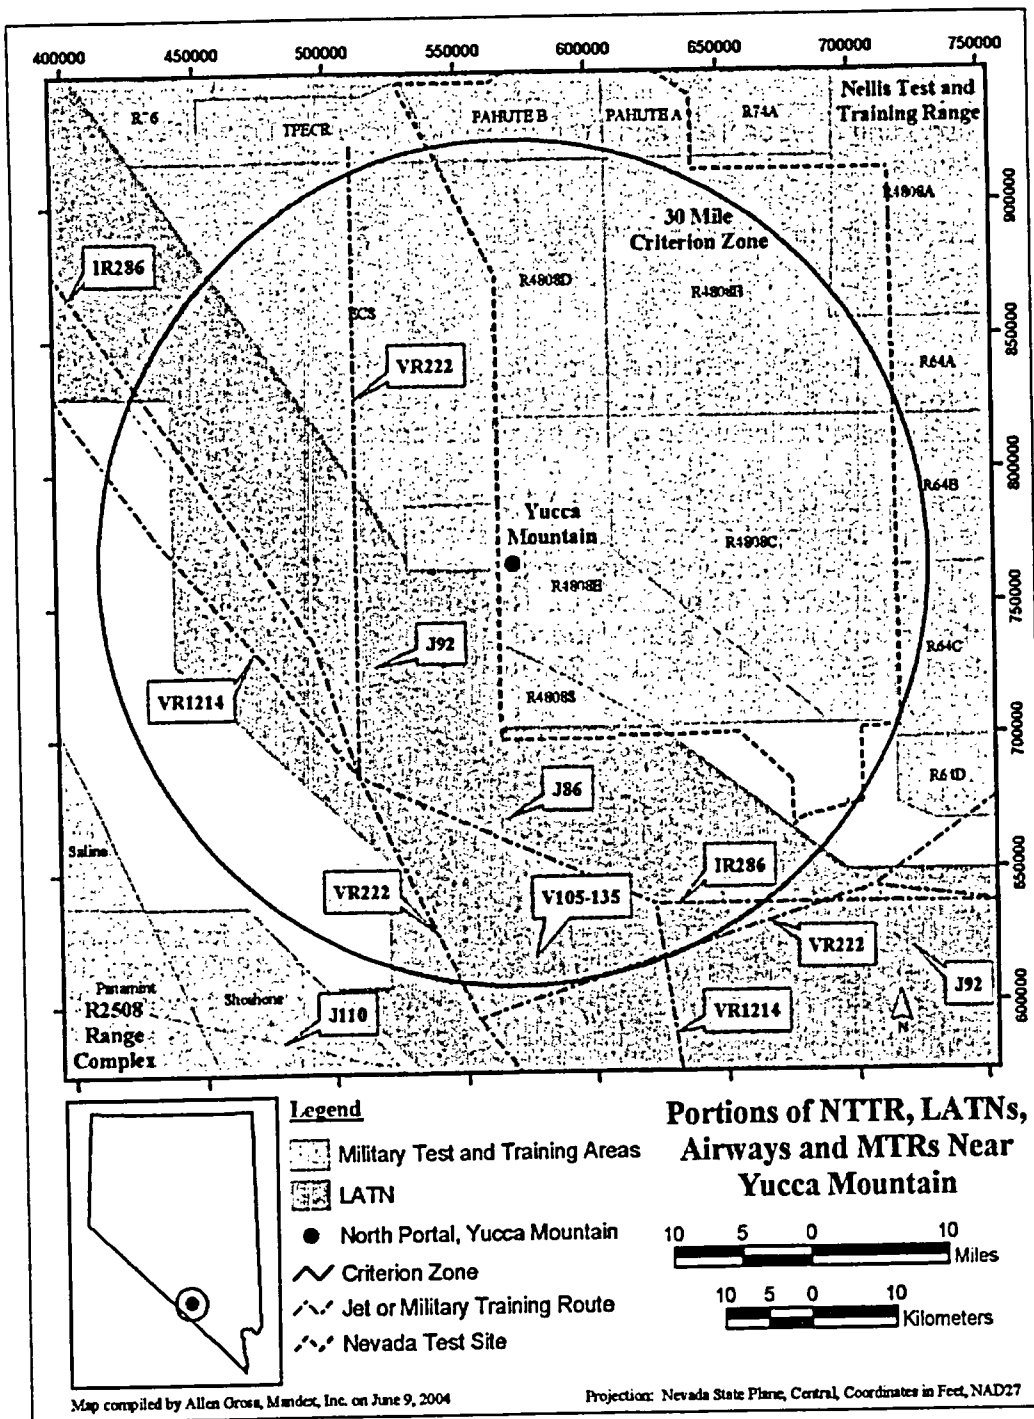 400000 450000 500000 550000 600000 650000 700000 750000
Nellis Test and
Training Range
R76
TPECR
PAHUTE B
PAHUTE A
R74A
R4808A
900000
30 Mile
Criterion Zone
IR286
R4808D
R4808B
ECS
850000
VR222
R64A
800000
R64B
Yucca
Mountain
R4808C
R4808E
750000
J92
R64C
VR1214
R4808S
700000
J86
R64D
Saline
650000
IR286
VR222
V105-135
VR222
J92
600000
Panamint
R2508
Range
Complex
Shoshone
J110
VR1214
N
Legend
Military Test and Training Areas
LATN
North Portal, Yucca Mountain
Criterion Zone
Jet or Military Training Route
Nevada Test Site
Portions of NTTR, LATNs,
Airways and MTRs Near
Yucca Mountain
10 5 0 10
Miles
10 5 0 10
Kilometers
Map compiled by Allen Gross, Mandex, Inc. on June 9, 2004
Projection: Nevada State Plane, Central, Coordinates in Feet, NAD27